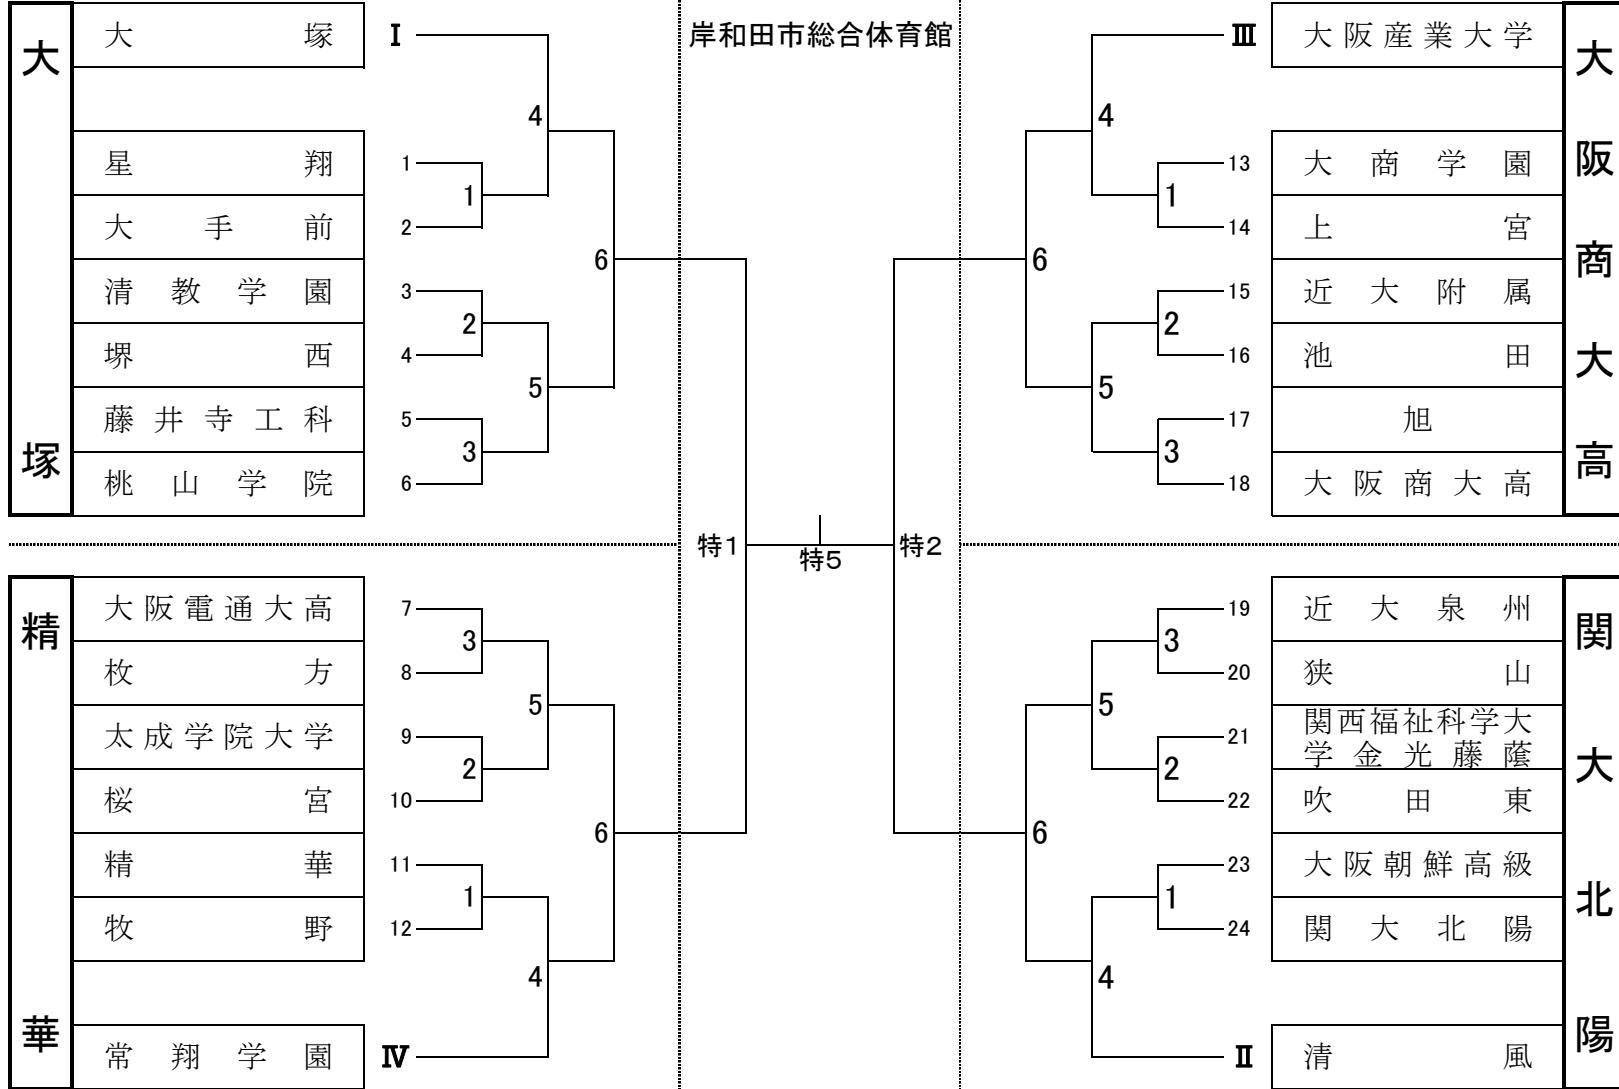 岸和田市総合体育館
大塚
大塚 Ⅰ
4
星翔 1
1
大手前 2
6
清教学園 3
2
堺西 4
5
藤井寺工科 5
3
桃山学院 6
大阪商大高
Ⅲ 大阪産業大学
4
13 大商学園
1
14 上宮
6
15 近大附属
2
16 池田
5
17 旭
3
18 大阪商大高
特1
特5
特2
精華
大阪電通大高 7
3
枚方 8
5
太成学院大学 9
2
桜宮 10
6
精華 11
1
牧野 12
4
常翔学園 Ⅳ
関大北陽
19 近大泉州
3
20 狭山
5
21 関西福祉科学大
学金光藤蔭
2
22 吹田東
6
23 大阪朝鮮高級
1
24 関大北陽
4
Ⅱ 清風